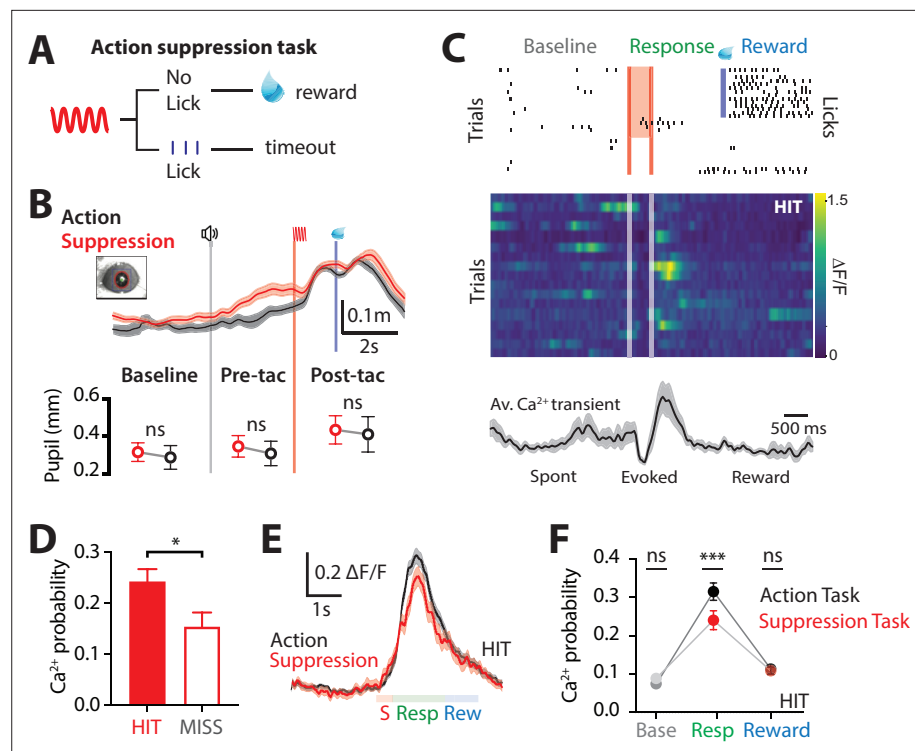 A
Action suppression task
No
Lick
reward
Lick
timeout
B
Action
Suppression
0.1m
2s
Baseline
Pre-tac
Post-tac
ns
ns
ns
Pupil (mm)
0.6
0.4
0.2
C
Baseline
Response
Reward
Trials
Licks
HIT
Trials
1.5
ΔF/F
0
Av. Ca²⁺ transient
500 ms
Spont
Evoked
Reward
D
Ca²⁺ probability
0.3
0.2
0.1
0.0
*
HIT
MISS
E
0.2 ΔF/F
1s
Action
Suppression
HIT
S Resp Rew
F
Ca²⁺ probability
0.4
0.3
0.2
0.1
0.0
ns
***
ns
Action Task
Suppression Task
HIT
Base
Resp
Reward